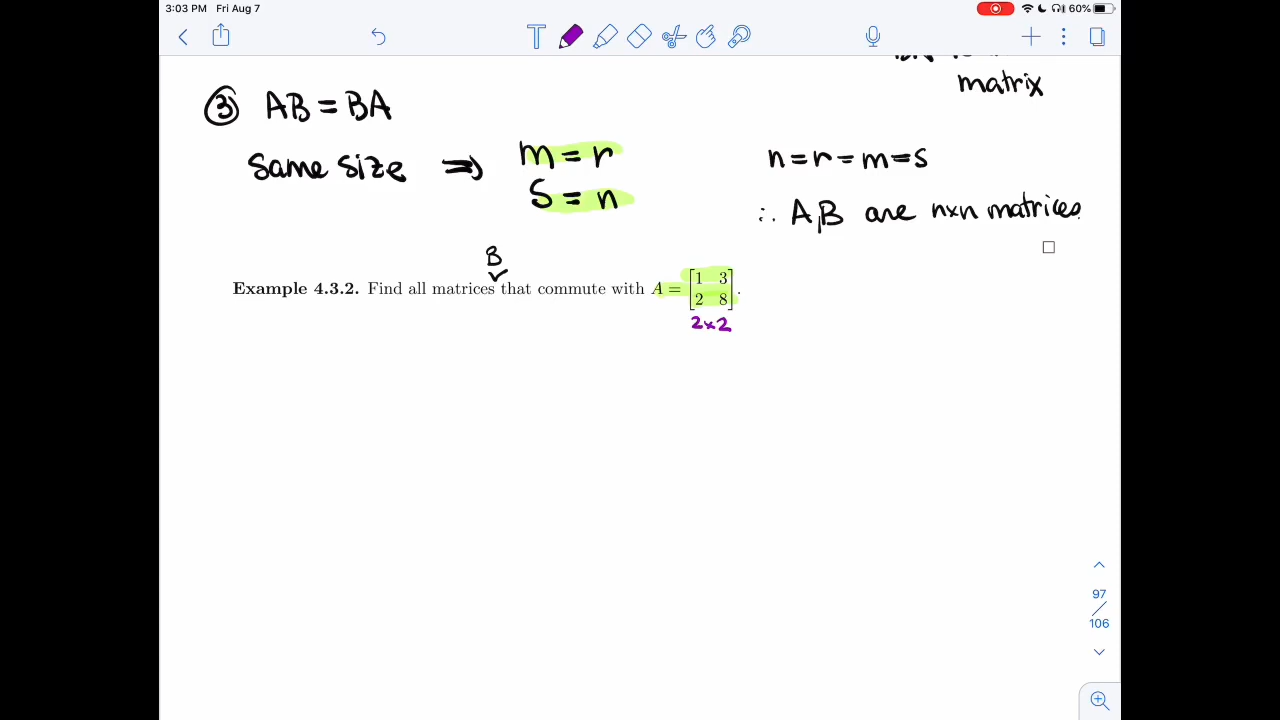 3:03 PM Fri Aug 7
60%
matrix
③ AB = BA
Same size ⇒ m = r
S = n
n = r = m = s
∴ A,B are n×n matrices.
□
B
Example 4.3.2. Find all matrices that commute with A = [1 3
2 8].
2×2
97
106